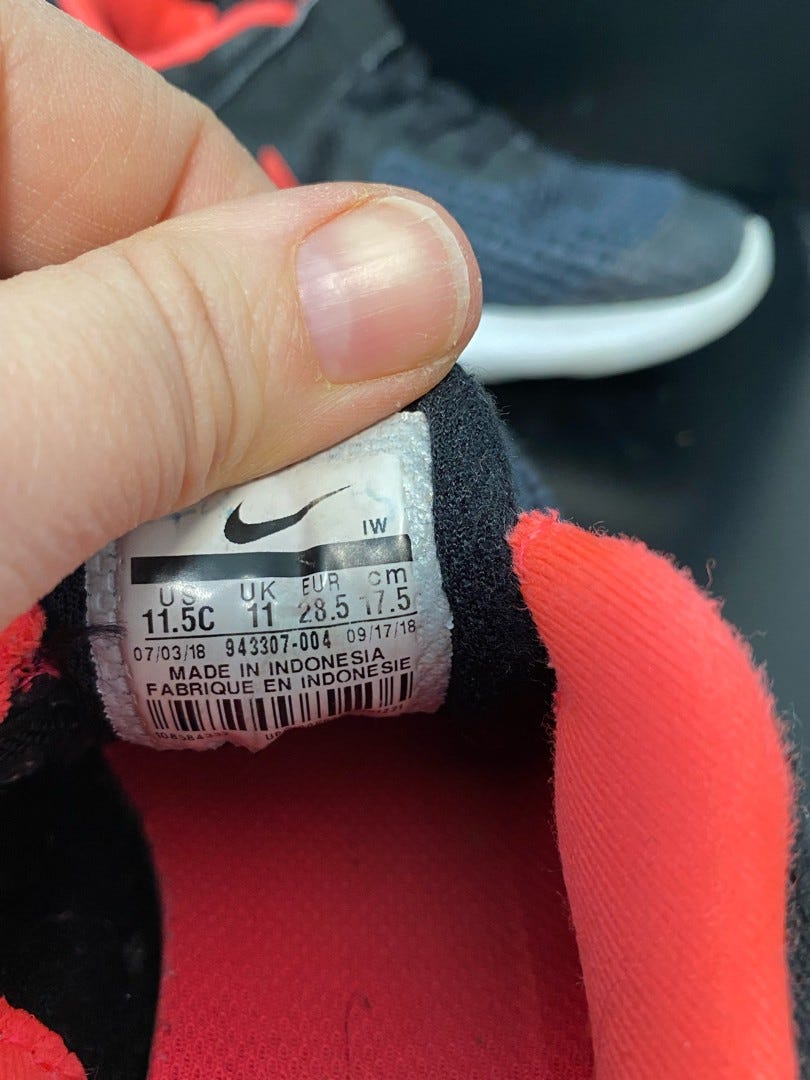 IW
US UK EUR cm
11.5C 11 28.5 17.5
07/03/18 943307-004 09/17/18
MADE IN INDONESIA
FABRIQUE EN INDONESIE